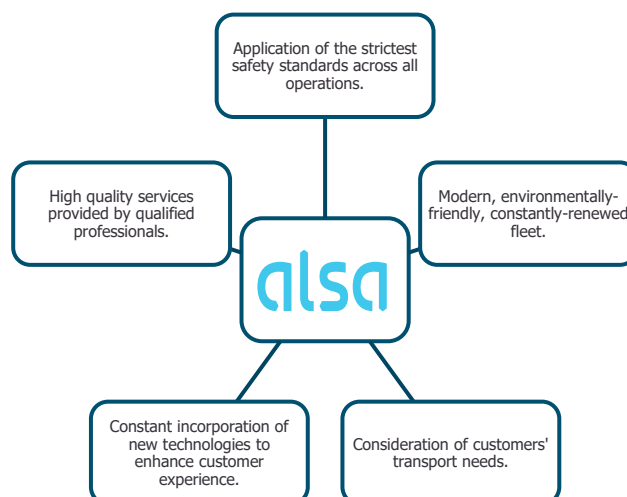 Application of the strictest
safety standards across all
operations.
High quality services
provided by qualified
professionals.
Modern, environmentally-
friendly, constantly-renewed
fleet.
alsa
Constant incorporation of
new technologies to
enhance customer
experience.
Consideration of customers'
transport needs.